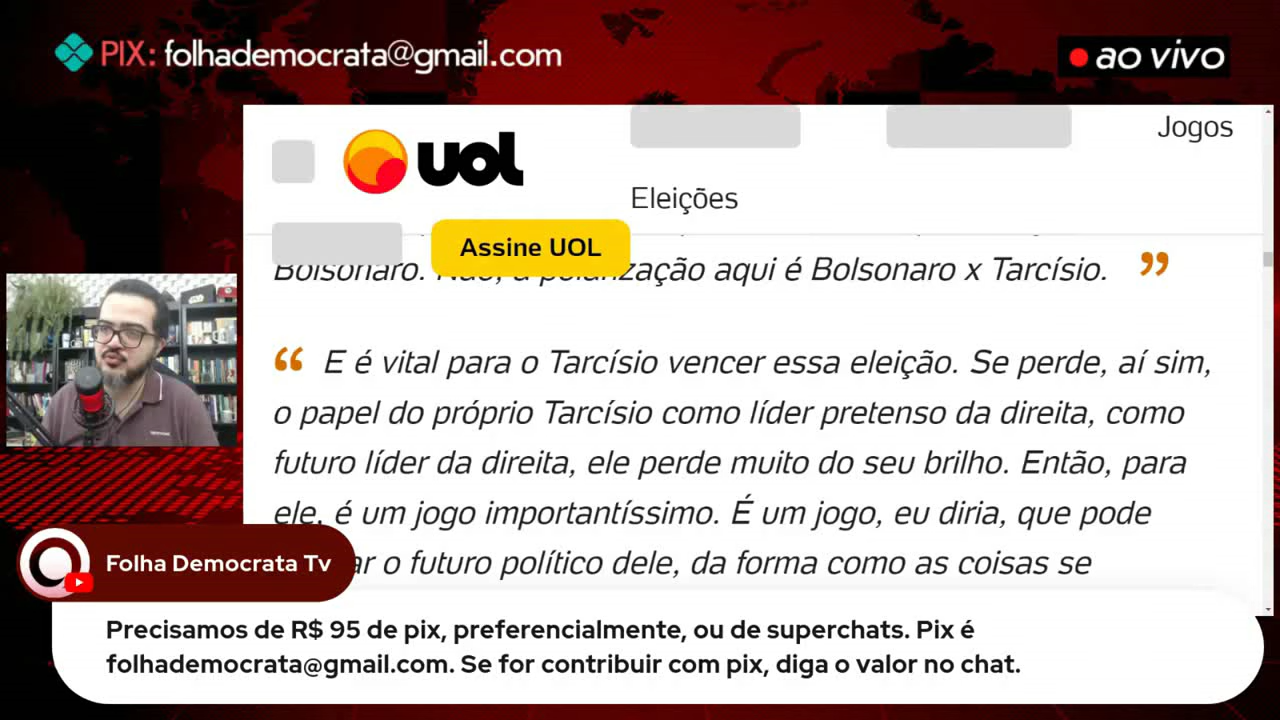 PIX: folhademocrata@gmail.com
ao vivo
uol
Jogos
Eleições
Assine UOL
Bolsonaro. Não, a polarização aqui é Bolsonaro x Tarcísio. ”
“ E é vital para o Tarcísio vencer essa eleição. Se perde, aí sim,
o papel do próprio Tarcísio como líder pretenso da direita, como
futuro líder da direita, ele perde muito do seu brilho. Então, para
ele, é um jogo importantíssimo. É um jogo, eu diria, que pode
o futuro político dele, da forma como as coisas se
Folha Democrata Tv
Precisamos de R$ 95 de pix, preferencialmente, ou de superchats. Pix é
folhademocrata@gmail.com. Se for contribuir com pix, diga o valor no chat.